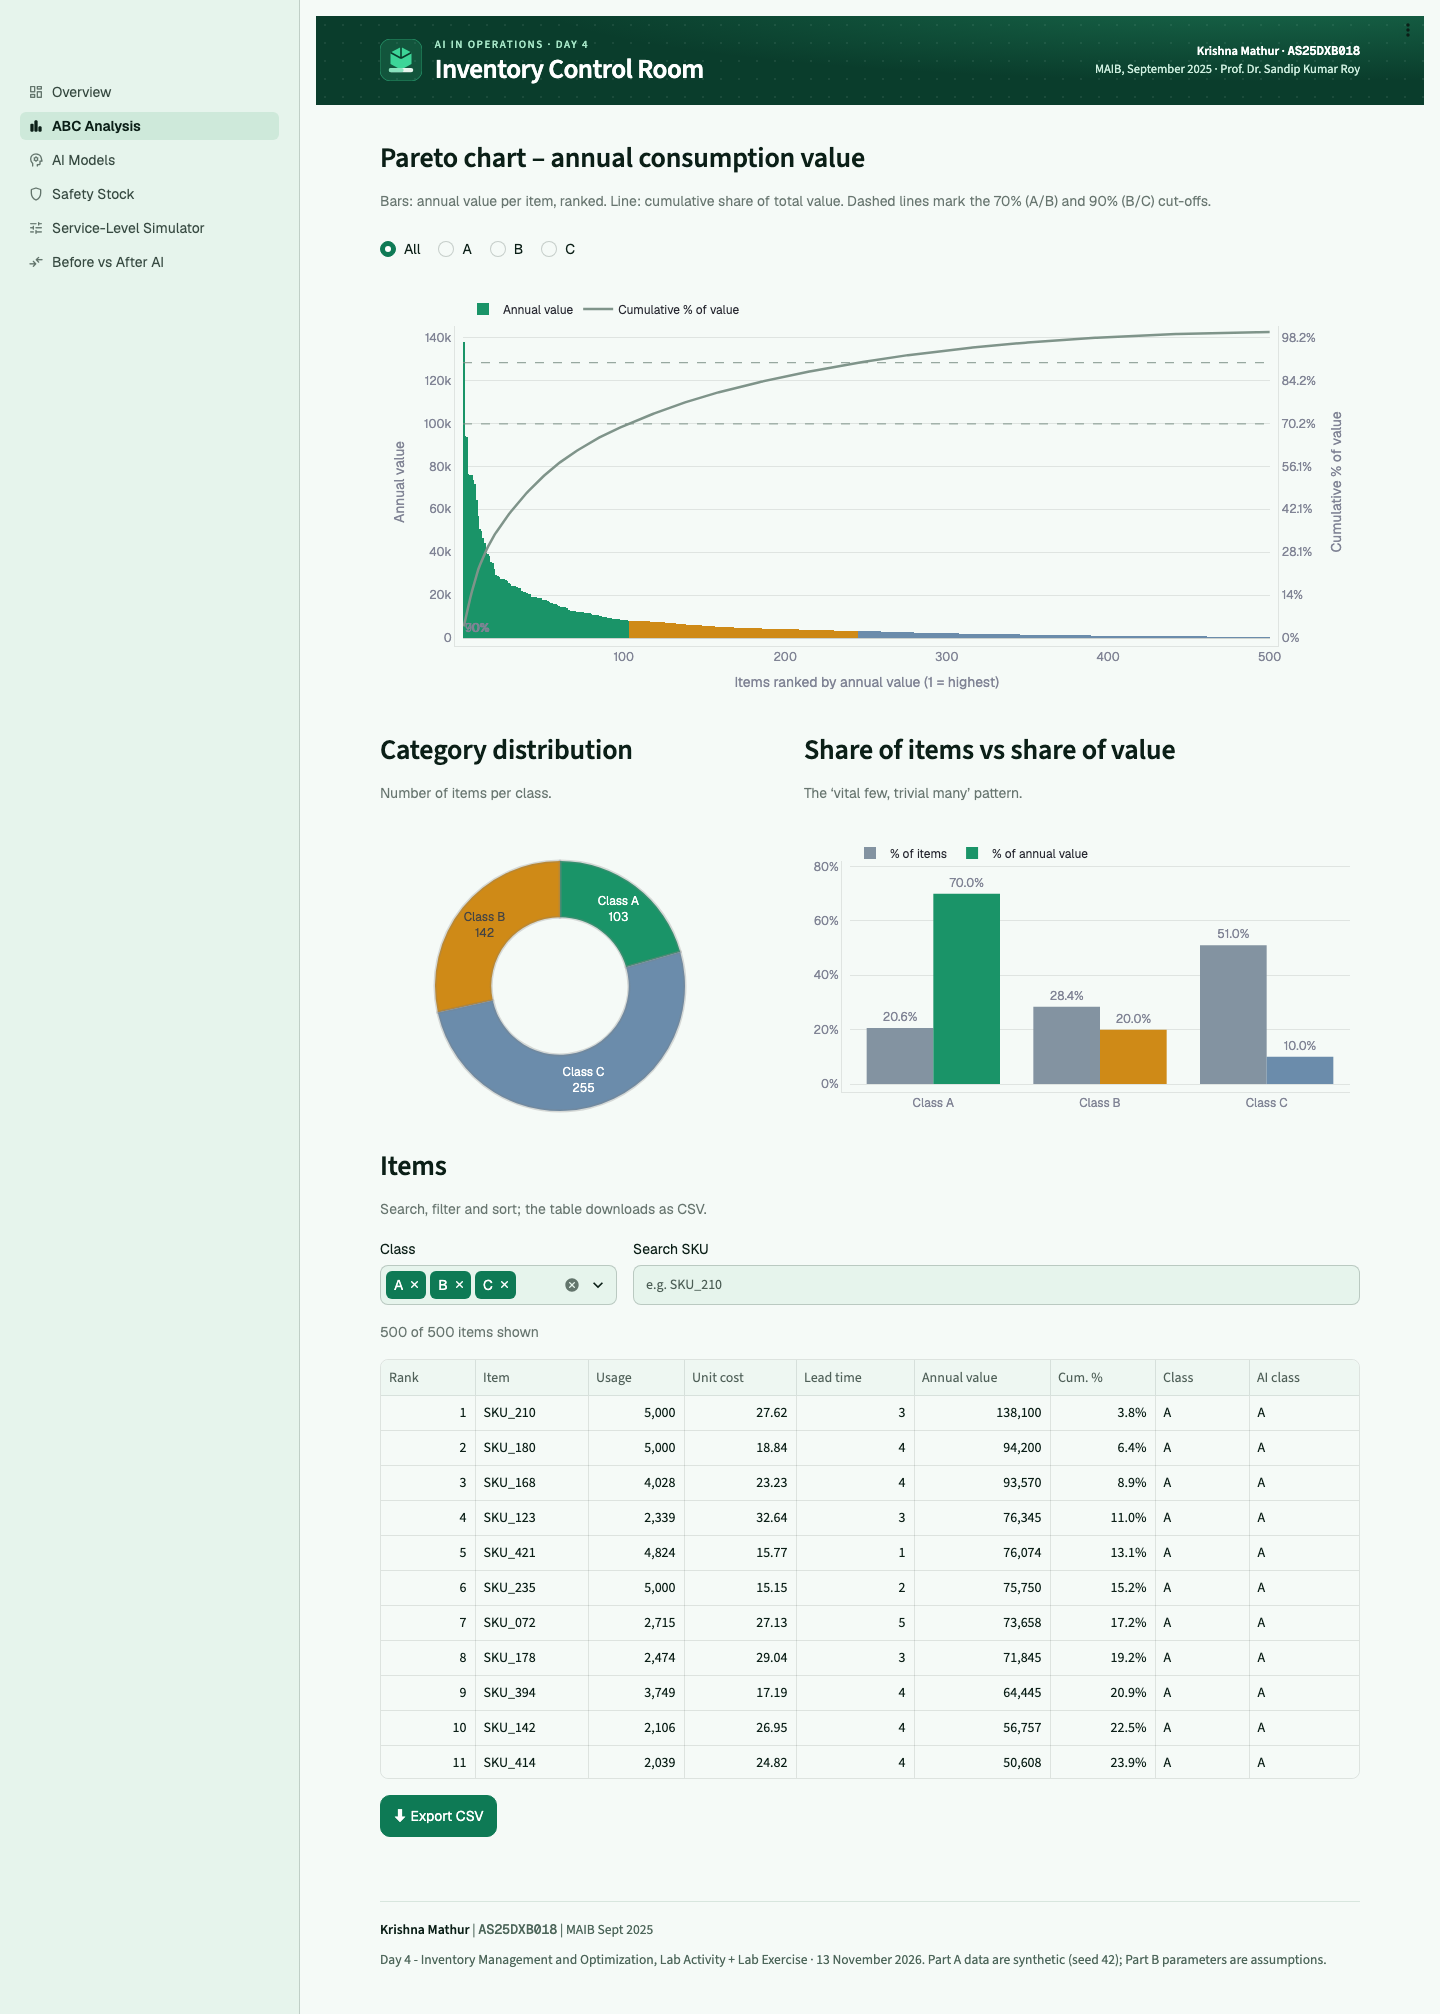 Overview
ABC Analysis
AI Models
Safety Stock
Service-Level Simulator
Before vs After AI
AI IN OPERATIONS · DAY 4
Inventory Control Room
Krishna Mathur · AS25DXB018
MAIB, September 2025 · Prof. Dr. Sandip Kumar Roy
Pareto chart – annual consumption value
Bars: annual value per item, ranked. Line: cumulative share of total value. Dashed lines mark the 70% (A/B) and 90% (B/C) cut-offs.
All A B C
Annual value Cumulative % of value
140k 98.2%
120k 84.2%
100k 70.2%
80k 56.1%
60k 42.1%
40k 28.1%
20k 14%
90%
0 0%
Annual value
Cumulative % of value
100 200 300 400 500
Items ranked by annual value (1 = highest)
Category distribution
Number of items per class.
Class A
103
Class B
142
Class C
255
Share of items vs share of value
The ‘vital few, trivial many’ pattern.
% of items % of annual value
80%
60%
40%
20%
0%
20.6% 70.0% 28.4% 20.0% 51.0% 10.0%
Class A Class B Class C
Items
Search, filter and sort; the table downloads as CSV.
Class Search SKU
A × B × C × e.g. SKU_210
500 of 500 items shown
Rank Item Usage Unit cost Lead time Annual value Cum. % Class AI class
1 SKU_210 5,000 27.62 3 138,100 3.8% A A
2 SKU_180 5,000 18.84 4 94,200 6.4% A A
3 SKU_168 4,028 23.23 4 93,570 8.9% A A
4 SKU_123 2,339 32.64 3 76,345 11.0% A A
5 SKU_421 4,824 15.77 1 76,074 13.1% A A
6 SKU_235 5,000 15.15 2 75,750 15.2% A A
7 SKU_072 2,715 27.13 5 73,658 17.2% A A
8 SKU_178 2,474 29.04 3 71,845 19.2% A A
9 SKU_394 3,749 17.19 4 64,445 20.9% A A
10 SKU_142 2,106 26.95 4 56,757 22.5% A A
11 SKU_414 2,039 24.82 4 50,608 23.9% A A
⬇ Export CSV
Krishna Mathur | AS25DXB018 | MAIB Sept 2025
Day 4 - Inventory Management and Optimization, Lab Activity + Lab Exercise · 13 November 2026. Part A data are synthetic (seed 42); Part B parameters are assumptions.